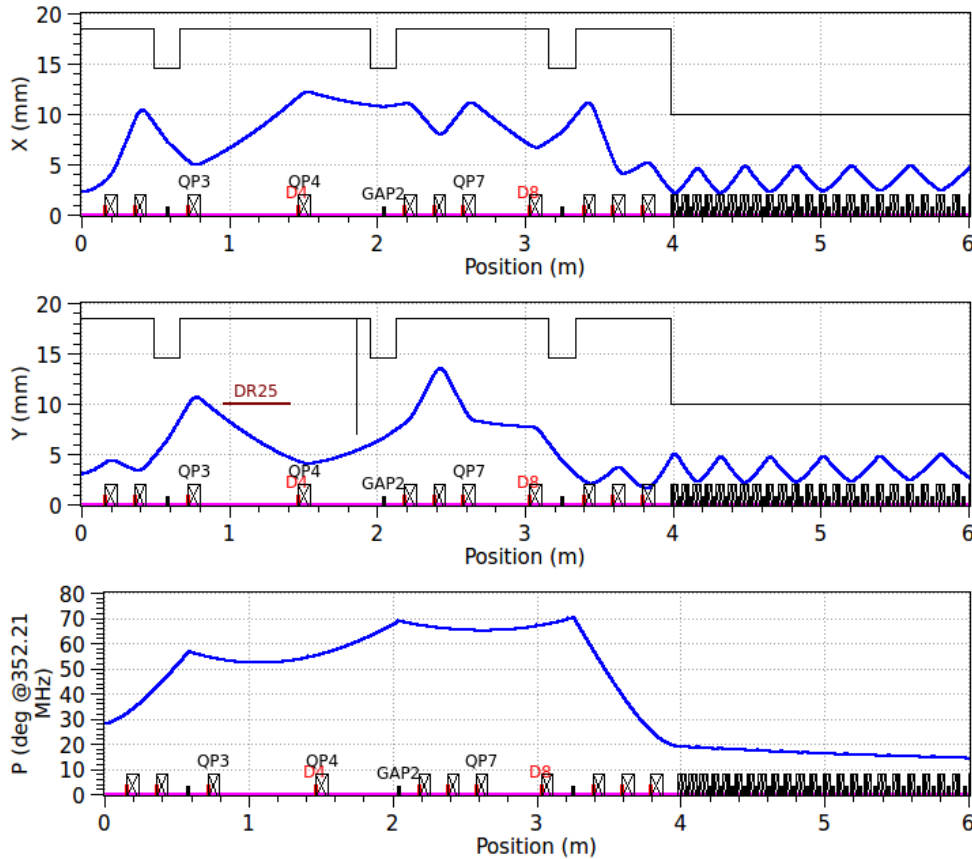 20
15
10
5
0
X (mm)
QP3
QP4
D4
GAP2
QP7
D8
0 1 2 3 4 5 6
Position (m)
20
15
10
5
0
Y (mm)
DR25
QP3
QP4
D4
GAP2
QP7
D8
0 1 2 3 4 5 6
Position (m)
80
70
60
50
40
30
20
10
0
P (deg @352.21
MHz)
QP3
QP4
D4
GAP2
QP7
D8
0 1 2 3 4 5 6
Position (m)